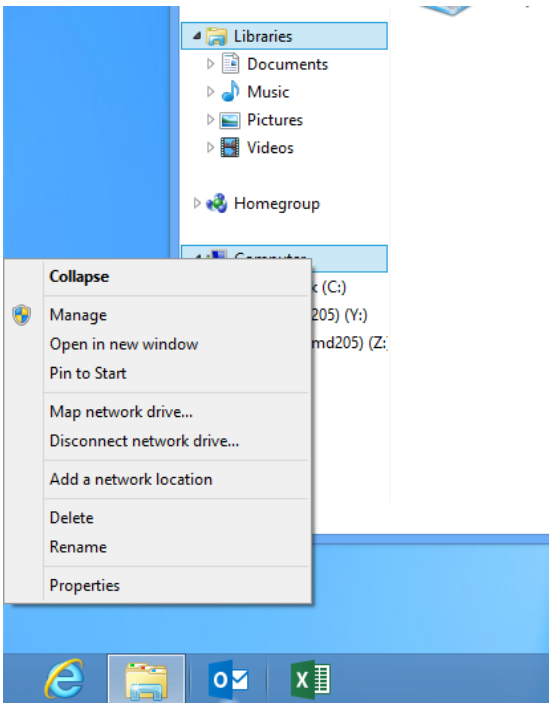 Libraries
Documents
Music
Pictures
Videos
Homegroup
Computer
Collapse
(C:)
Manage
205) (Y:)
Open in new window
md205) (Z:
Pin to Start
Map network drive...
Disconnect network drive...
Add a network location
Delete
Rename
Properties